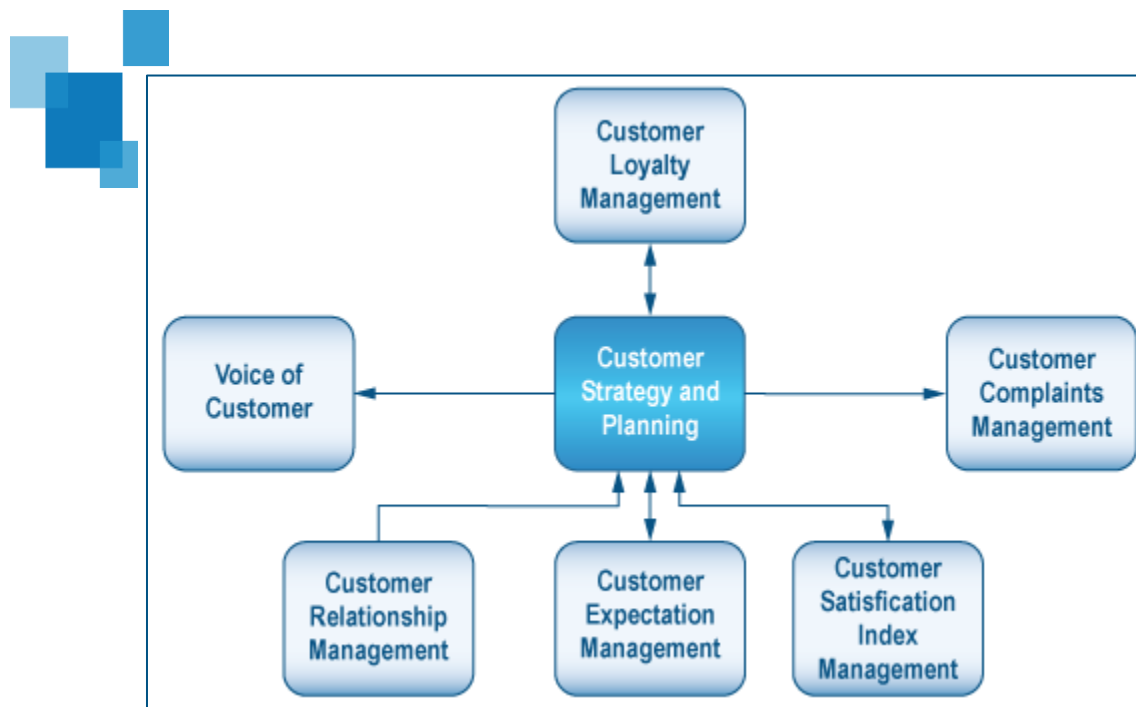 Customer
Loyalty
Management
Voice of
Customer
Customer
Strategy and
Planning
Customer
Complaints
Management
Customer
Relationship
Management
Customer
Expectation
Management
Customer
Satisfication
Index
Management